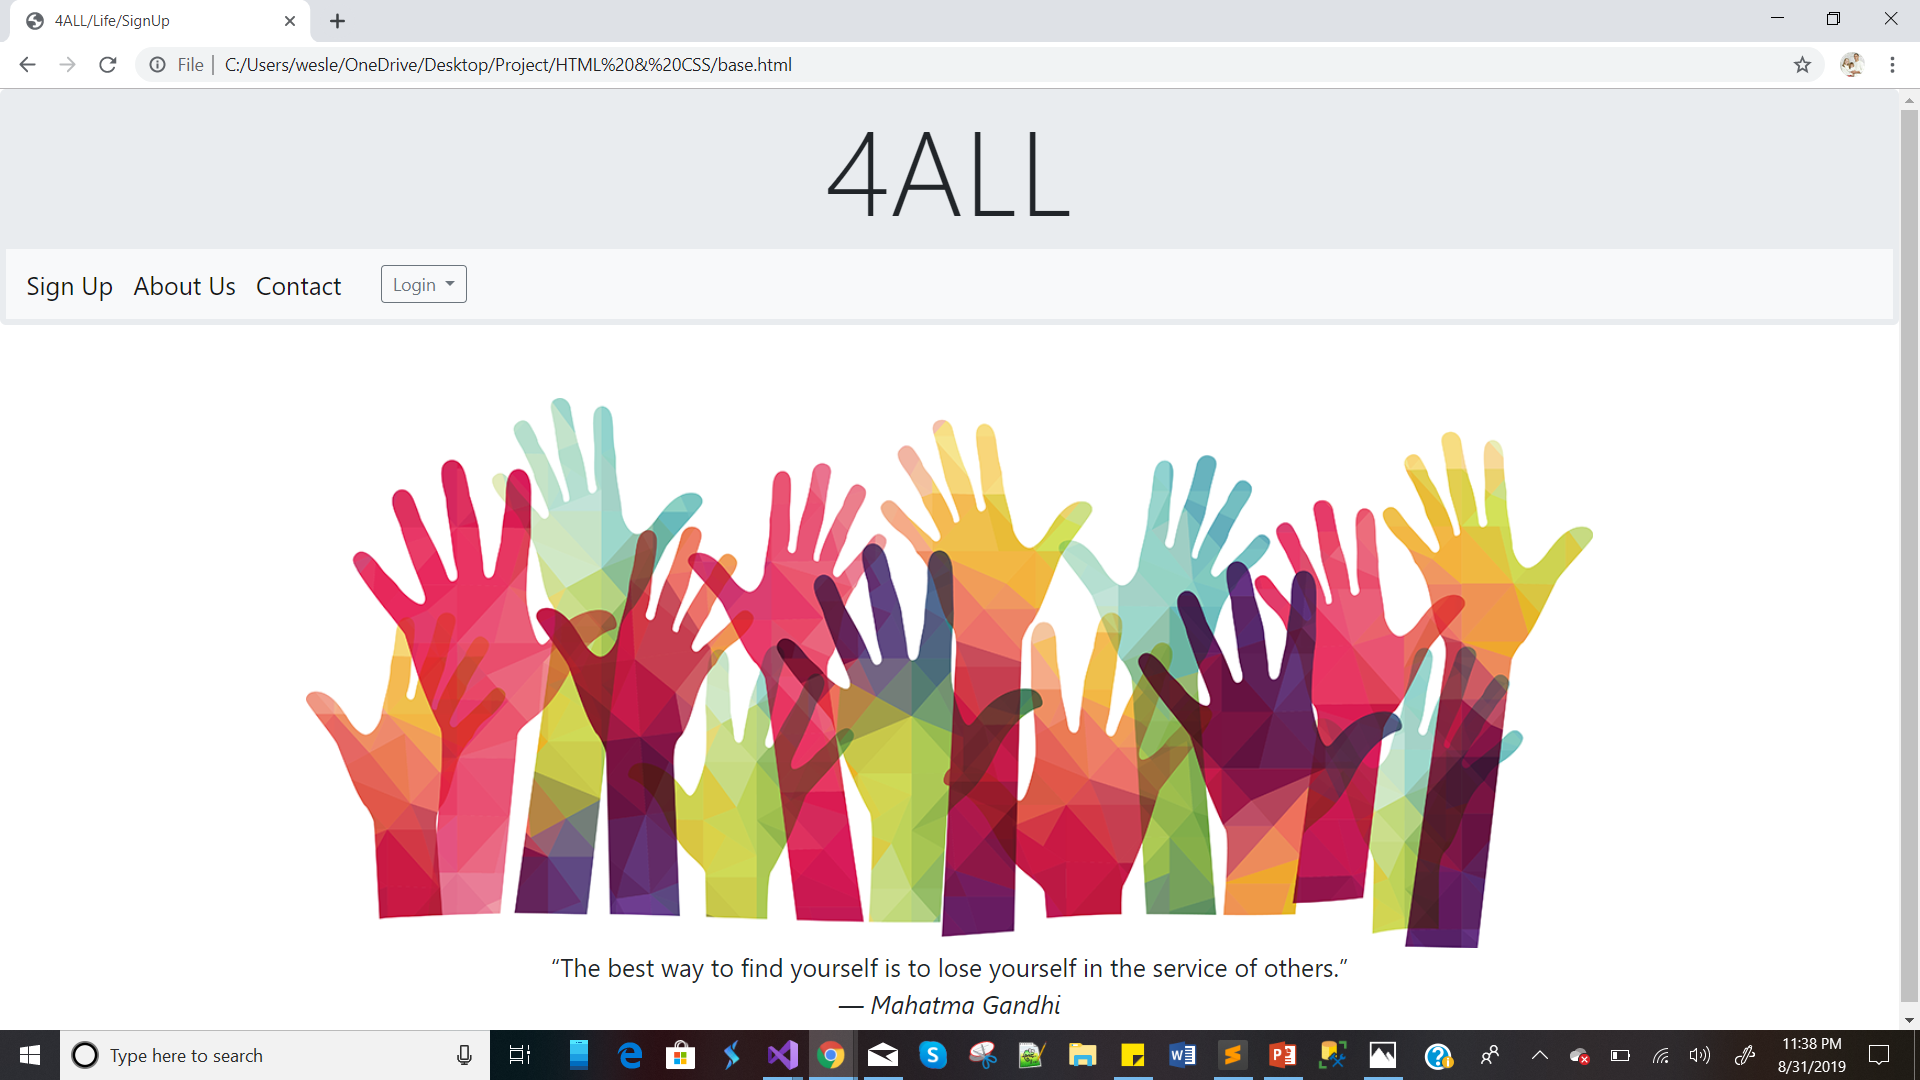 4ALL/Life/SignUp
File | C:/Users/wesle/OneDrive/Desktop/Project/HTML%20&%20CSS/base.html
4ALL
Sign Up About Us Contact Login
“The best way to find yourself is to lose yourself in the service of others.”
— Mahatma Gandhi
Type here to search
11:38 PM
8/31/2019